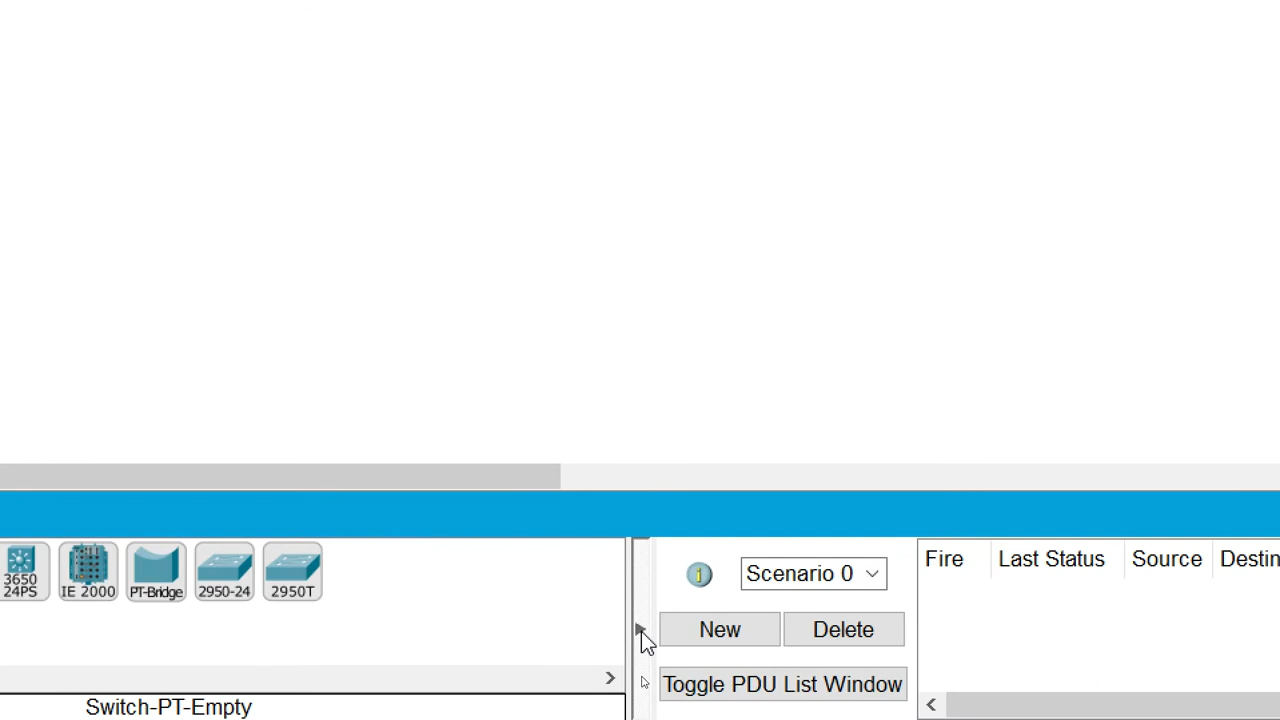 3650
24PS
IE 2000
PT-Bridge
2950-24
2950T
Switch-PT-Empty
Scenario 0
New
Delete
Toggle PDU List Window
Fire
Last Status
Source
Destin